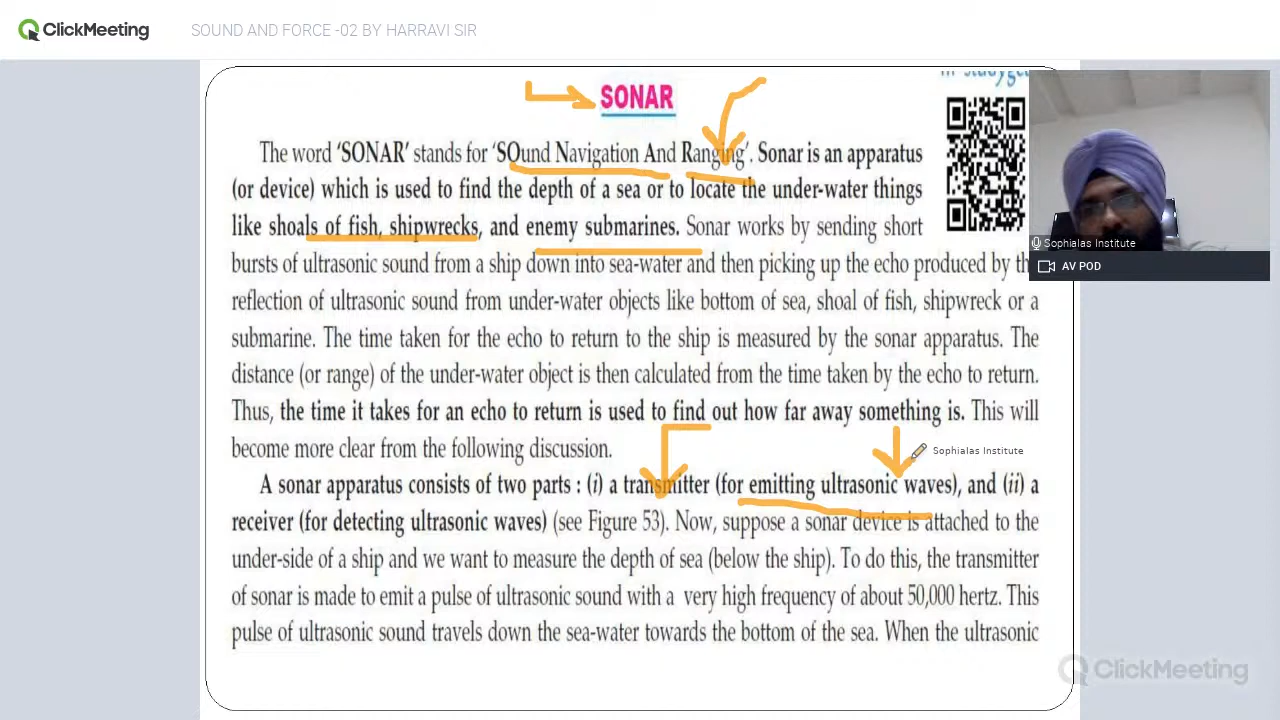 ClickMeeting
SOUND AND FORCE -02 BY HARRAVI SIR
SONAR
The word ‘SONAR’ stands for ‘SOund Navigation And Ranging’. Sonar is an apparatus
(or device) which is used to find the depth of a sea or to locate the under-water things
like shoals of fish, shipwrecks, and enemy submarines. Sonar works by sending short
bursts of ultrasonic sound from a ship down into sea-water and then picking up the echo produced by th
reflection of ultrasonic sound from under-water objects like bottom of sea, shoal of fish, shipwreck or a
submarine. The time taken for the echo to return to the ship is measured by the sonar apparatus. The
distance (or range) of the under-water object is then calculated from the time taken by the echo to return.
Thus, the time it takes for an echo to return is used to find out how far away something is. This will
become more clear from the following discussion.
A sonar apparatus consists of two parts : (i) a transmitter (for emitting ultrasonic waves), and (ii) a
receiver (for detecting ultrasonic waves) (see Figure 53). Now, suppose a sonar device is attached to the
under-side of a ship and we want to measure the depth of sea (below the ship). To do this, the transmitter
of sonar is made to emit a pulse of ultrasonic sound with a very high frequency of about 50,000 hertz. This
pulse of ultrasonic sound travels down the sea-water towards the bottom of the sea. When the ultrasonic
Sophialas Institute
AV POD
Sophialas Institute
ClickMeeting